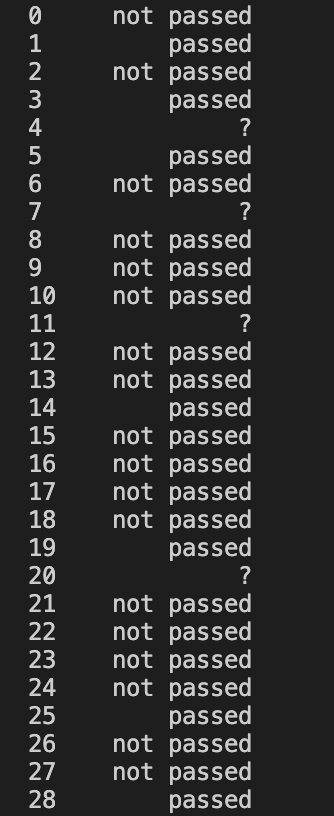 0 not passed
1 passed
2 not passed
3 passed
4 ?
5 passed
6 not passed
7 ?
8 not passed
9 not passed
10 not passed
11 ?
12 not passed
13 not passed
14 passed
15 not passed
16 not passed
17 not passed
18 not passed
19 passed
20 ?
21 not passed
22 not passed
23 not passed
24 not passed
25 passed
26 not passed
27 not passed
28 passed